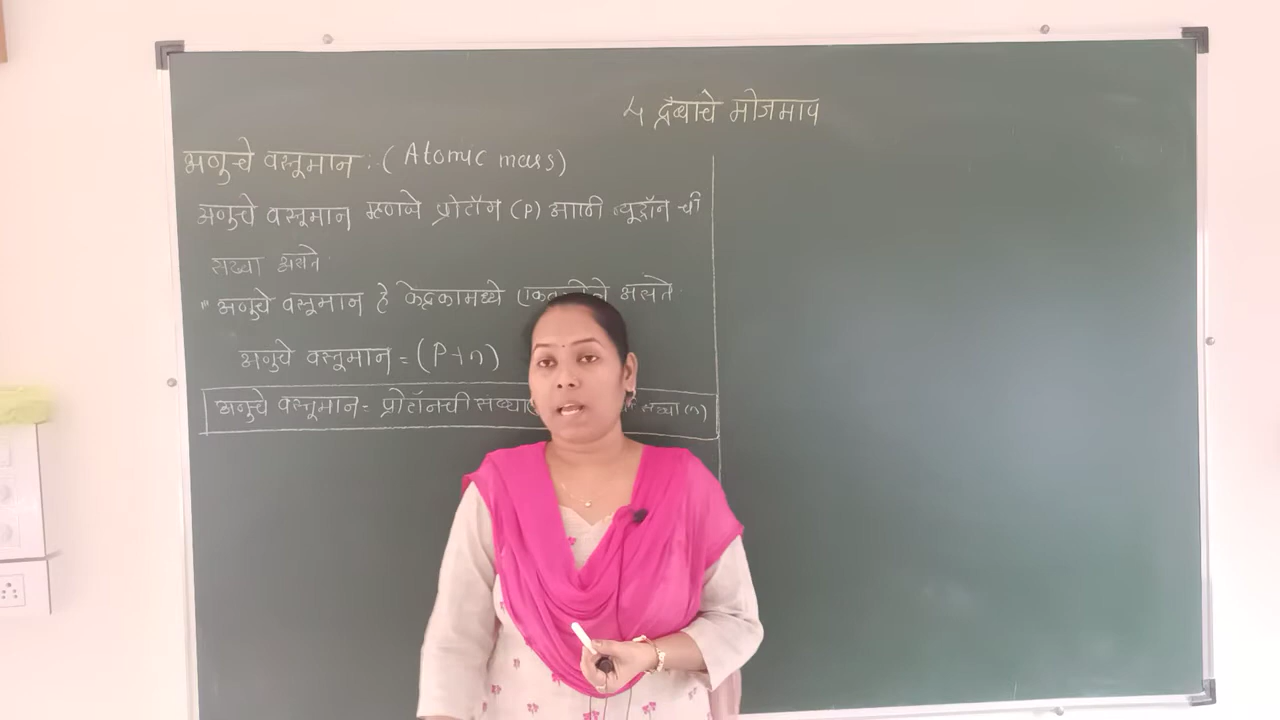 ४ द्रव्याचे मोजमाप
अणुचे वस्तूमान : (Atomic mass)
अणुचे वस्तूमान म्हणजे प्रोटॉन (P) आणि न्यूट्रॉन ची
संख्या असते.
अणुचे वस्तूमान हे केंद्रकामध्ये असते.
अणुचे वस्तूमान = (P+n)
अणुचे वस्तूमान = प्रोटॉनची संख्या संख्या (n)